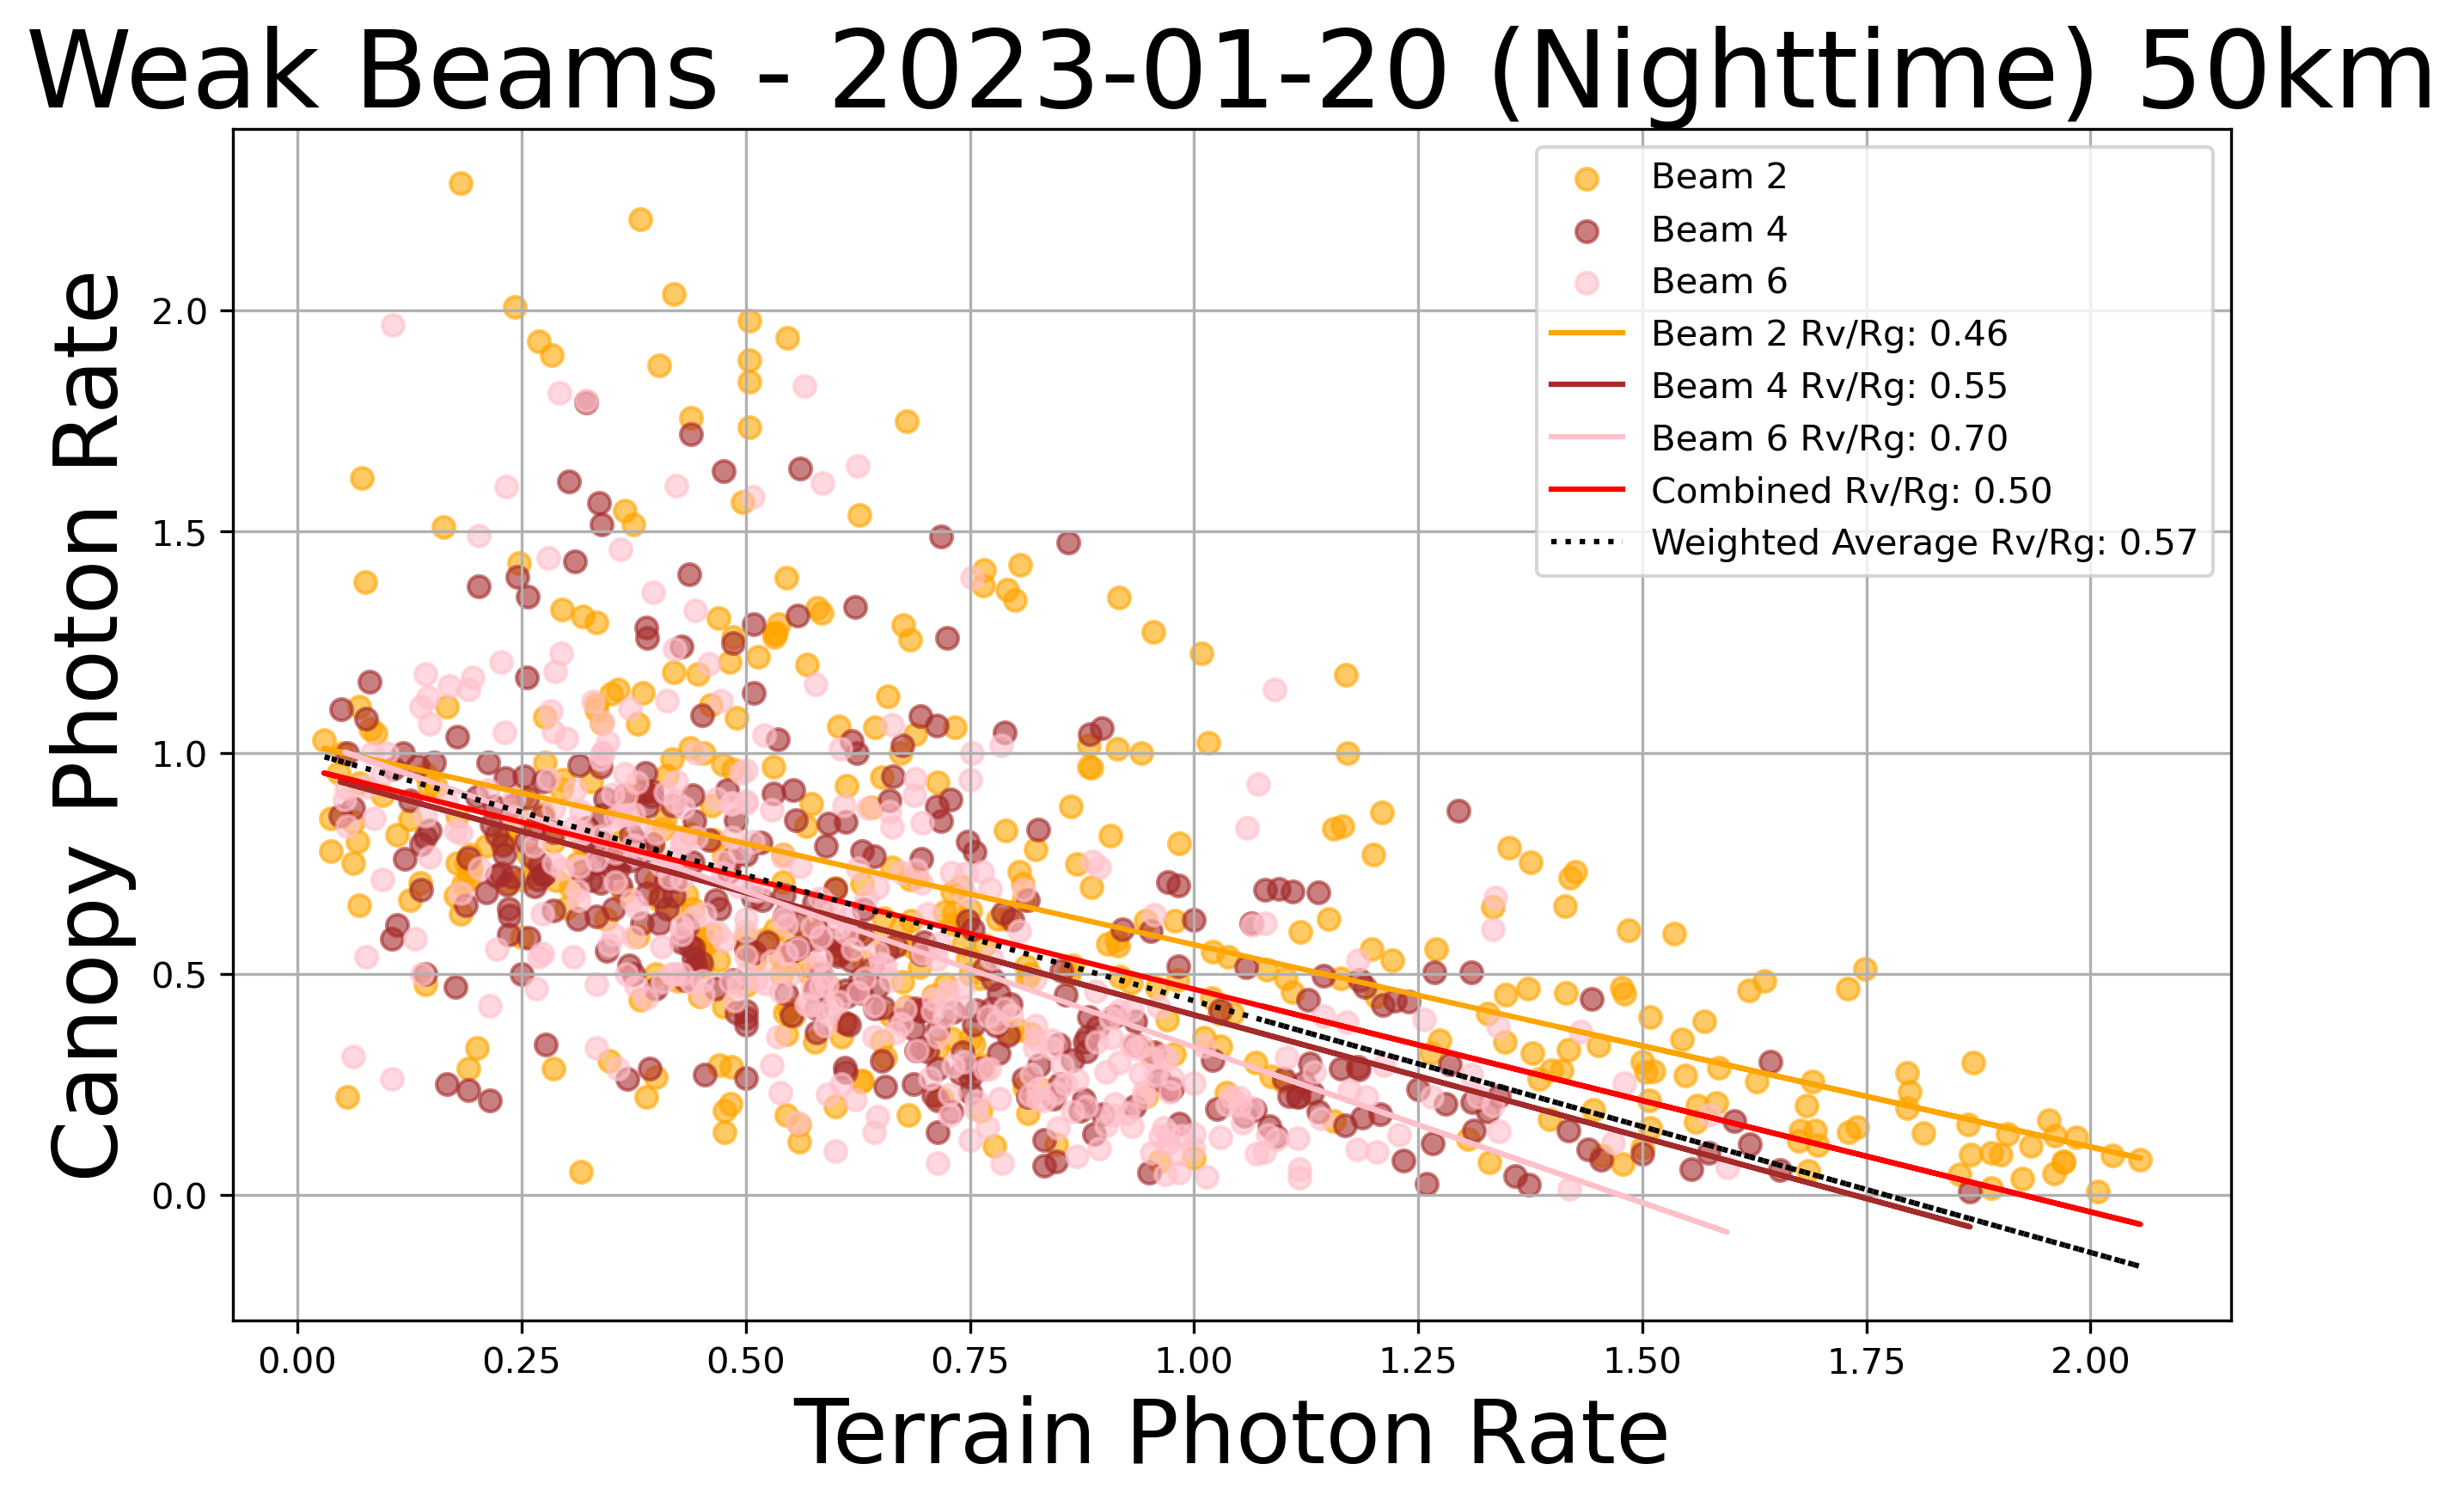 Weak Beams - 2023-01-20 (Nighttime) 50km
Canopy Photon Rate
2.0
1.5
1.0
0.5
0.0
Beam 2
Beam 4
Beam 6
Beam 2 Rv/Rg: 0.46
Beam 4 Rv/Rg: 0.55
Beam 6 Rv/Rg: 0.70
Combined Rv/Rg: 0.50
Weighted Average Rv/Rg: 0.57
0.00 0.25 0.50 0.75 1.00 1.25 1.50 1.75 2.00
Terrain Photon Rate